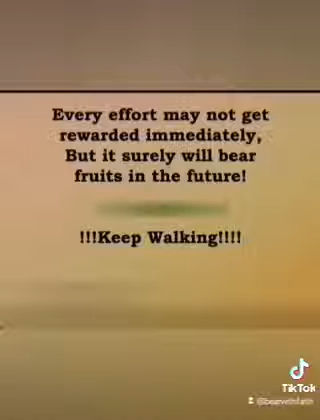 Every effort may not get
rewarded immediately,
But it surely will bear
fruits in the future!
!!!Keep Walking!!!!
TikTok